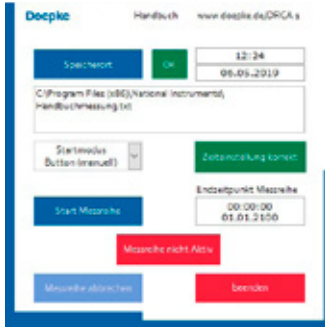 Doepke Handbuch www.doepke.de/DRCA s
Speicherort OK 12:24
06.05.2019
C:\Program Files (x86)\National Instruments\
Handbuchmessung.txt
Startmodus
Button (manuell)
Zeiteinstellung korrekt
Endzeitpunkt Messreihe
Start Messreihe 00:00:00
01.01.2100
Messreihe nicht Aktiv
Messreihe abbrechen beenden